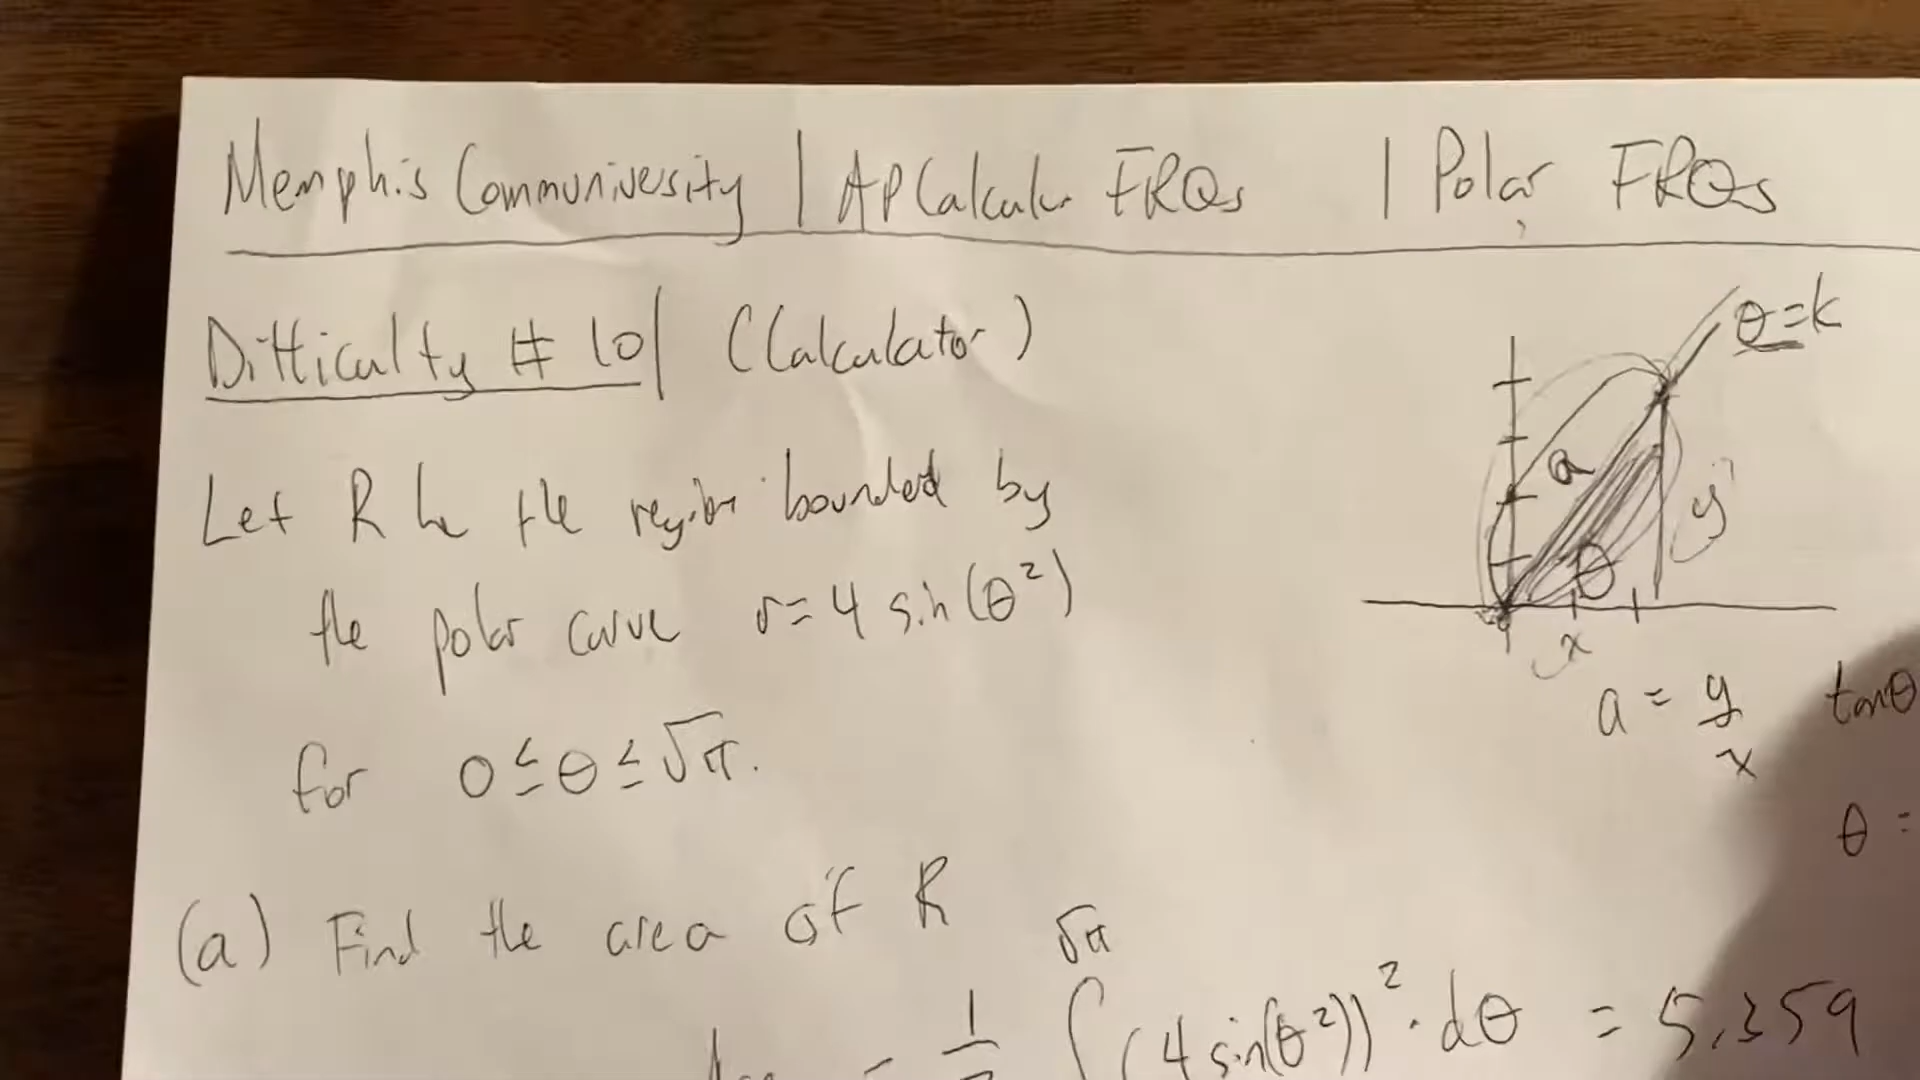 Memphis Communiversity | AP Calculus FRQs | Polar FRQs
Difficulty # 10 | (Calculator)
θ=k
Let R be the region bounded by
a
y
the polar curve r=4 sin(θ²)
θ
x
a = y/x tanθ
for 0≤θ≤√π.
θ =
(a) Find the area of R
√π
1/2 ∫ (4 sin(θ²))² · dθ = 5.359